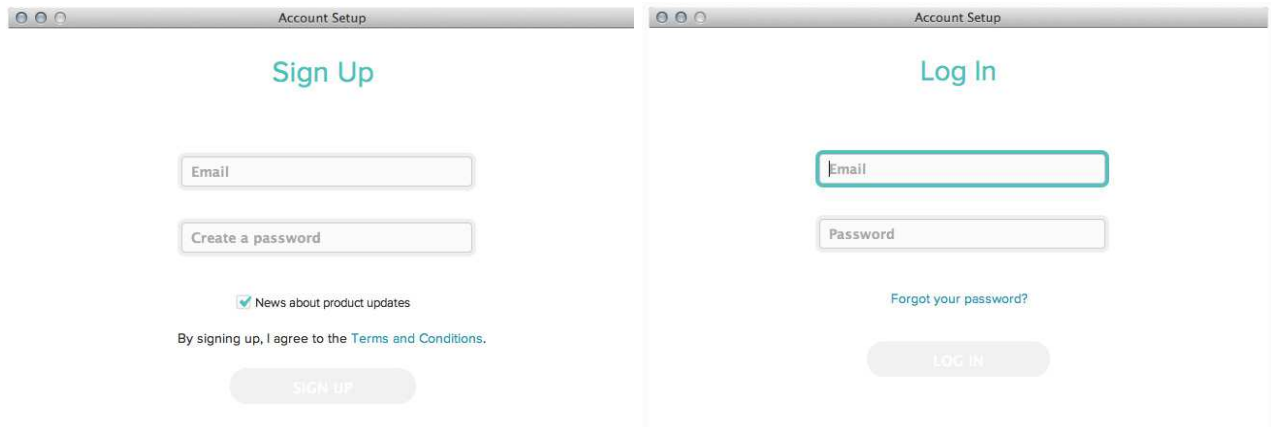 Account Setup
Sign Up
Email
Create a password
News about product updates
By signing up, I agree to the Terms and Conditions.
SIGN UP
Account Setup
Log In
Email
Password
Forgot your password?
LOG IN